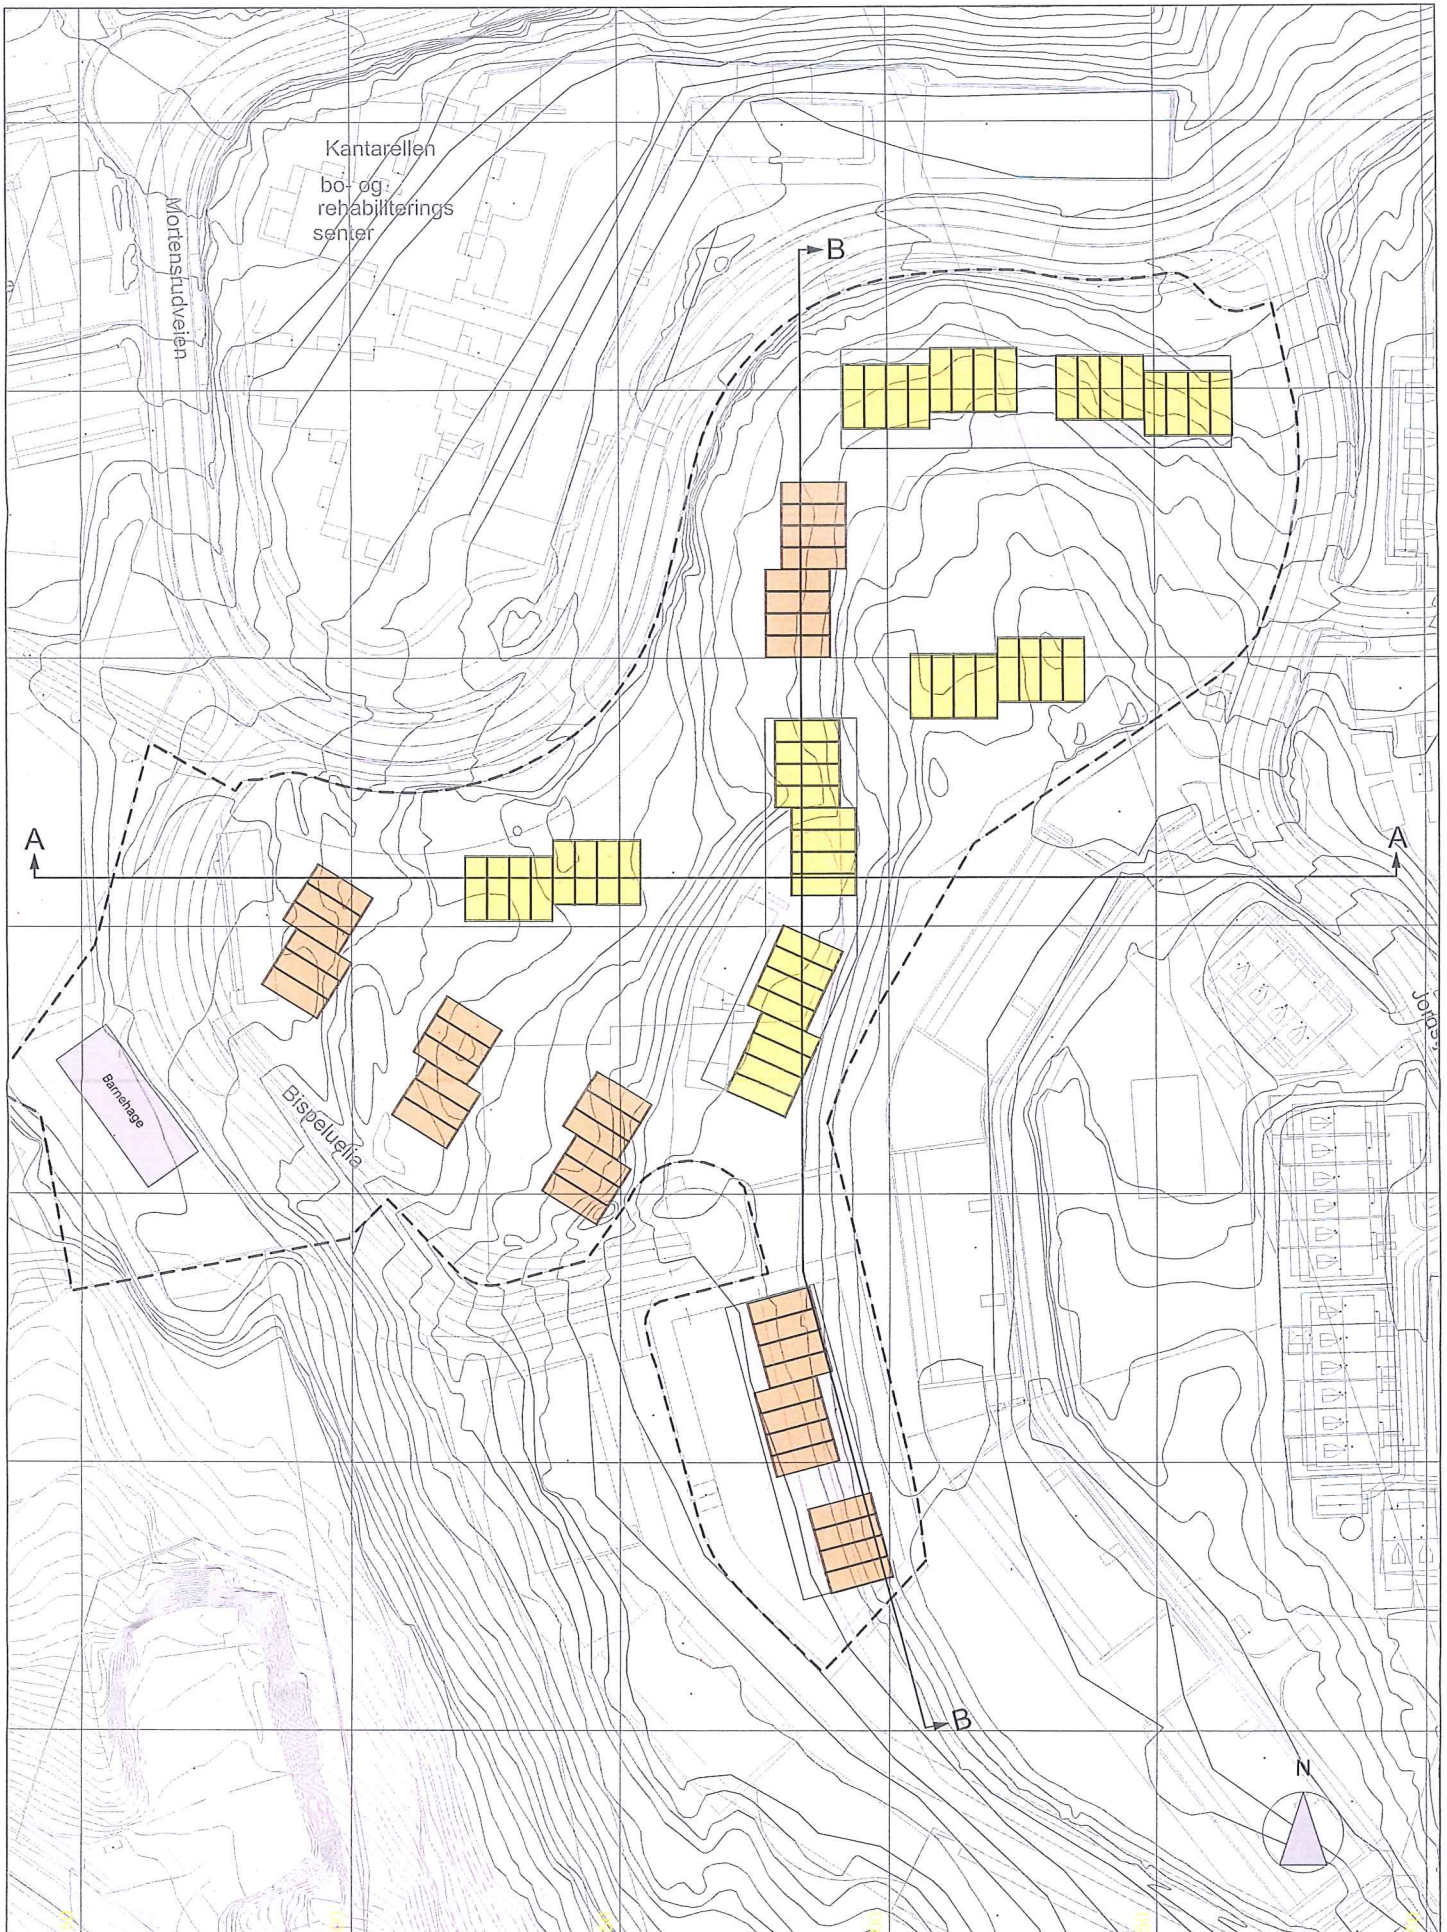 Kantarellen
bo- og
rehabiliterings
senter
Mortensrudveien
B
A
A
Barnehage
Bispeluelia
B
N